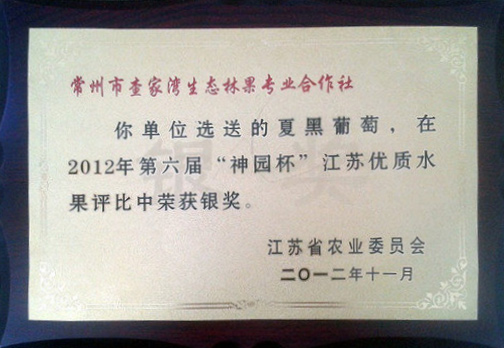 常州市查家湾生态林果专业合作社
你单位选送的夏黑葡萄，在
2012年第六届“神园杯”江苏优质水
果评比中荣获银奖。
银奖
江苏省农业委员会
二〇一二年十一月